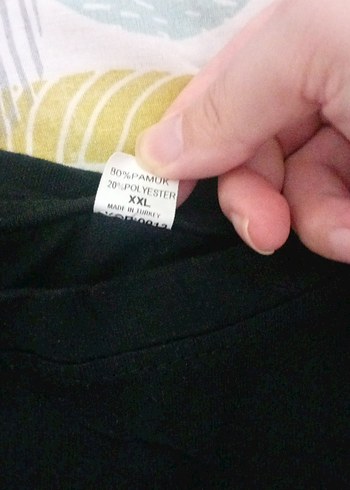 80%PAMUK
20%POLYESTER
XXL
MADE IN TURKEY